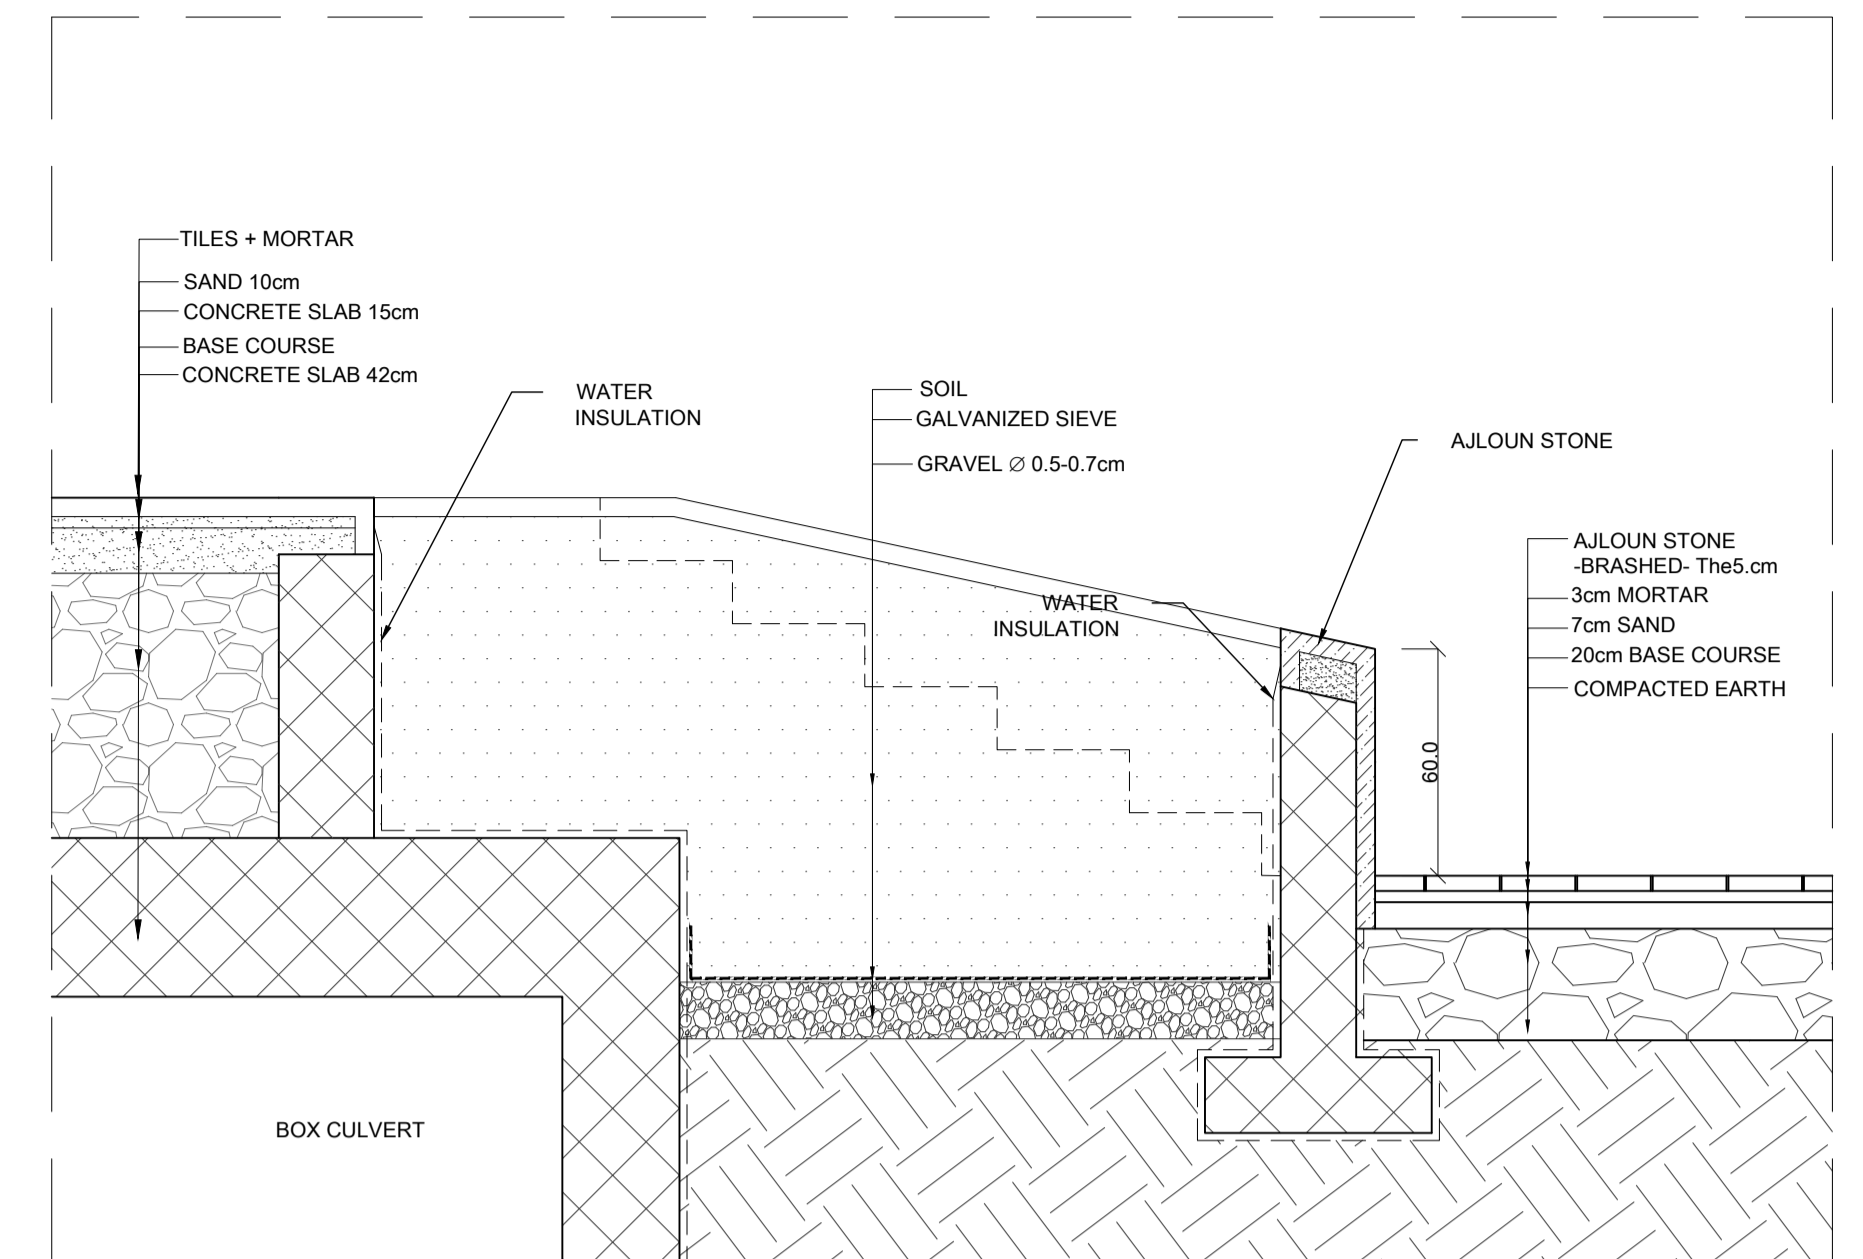 TILES + MORTAR
SAND 10cm
CONCRETE SLAB 15cm
BASE COURSE
CONCRETE SLAB 42cm
WATER
INSULATION
SOIL
GALVANIZED SIEVE
GRAVEL ∅ 0.5-0.7cm
AJLOUN STONE
AJLOUN STONE
-BRASHED- The5.cm
3cm MORTAR
7cm SAND
20cm BASE COURSE
COMPACTED EARTH
WATER
INSULATION
60.0
BOX CULVERT